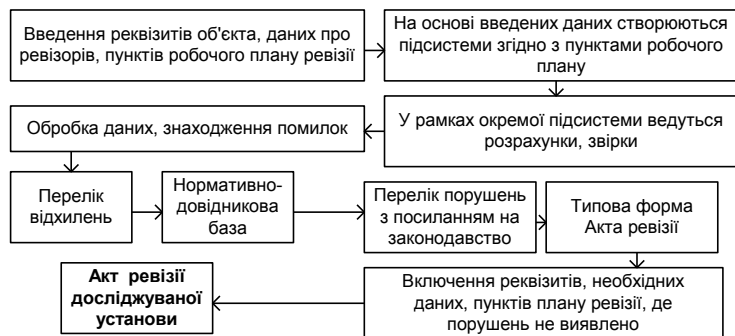 Введення реквізитів об'єкта, даних про
ревізорів, пунктів робочого плану ревізії
На основі введених даних створюються
підсистеми згідно з пунктами робочого
плану
У рамках окремої підсистеми ведуться
розрахунки, звірки
Обробка даних, знаходження помилок
Перелік
відхилень
Нормативно-
довідникова
база
Перелік порушень
з посиланням на
законодавство
Типова форма
Акта ревізії
Включення реквізитів, необхідних
даних, пунктів плану ревізії, де
порушень не виявлено
Акт ревізії
досліджуваної
установи